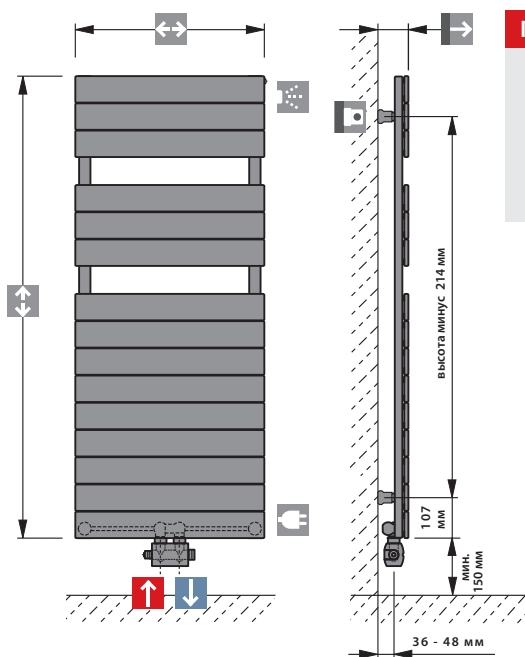 высота минус 214 мм
107
мм
мин.
150 мм
36 - 48 мм